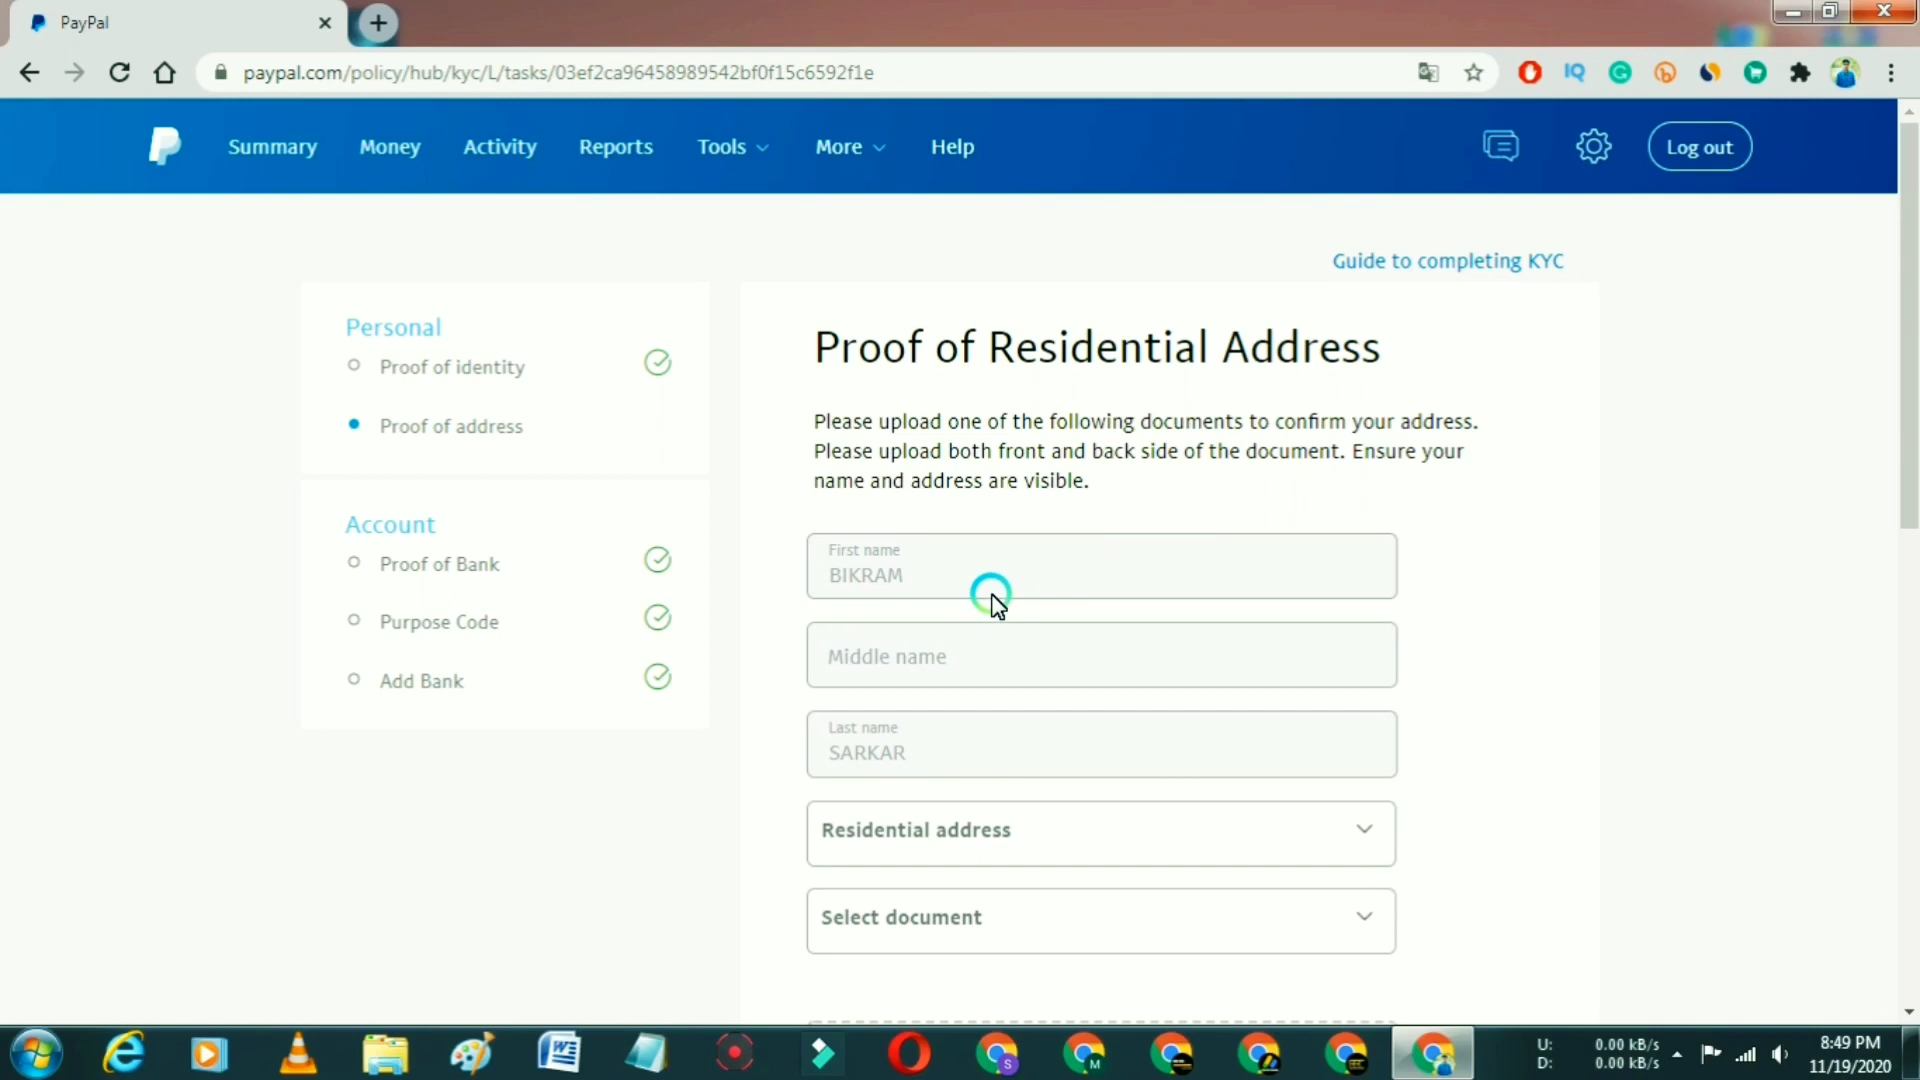 PayPal
paypal.com/policy/hub/kyc/L/tasks/03ef2ca96458989542bf0f15c6592f1e
Summary Money Activity Reports Tools More Help Log out
Guide to completing KYC
Personal
Proof of identity
Proof of address
Account
Proof of Bank
Purpose Code
Add Bank
Proof of Residential Address
Please upload one of the following documents to confirm your address.
Please upload both front and back side of the document. Ensure your
name and address are visible.
First name
BIKRAM
Middle name
Last name
SARKAR
Residential address
Select document
U: 0.00 kB/s
D: 0.00 kB/s
8:49 PM
11/19/2020